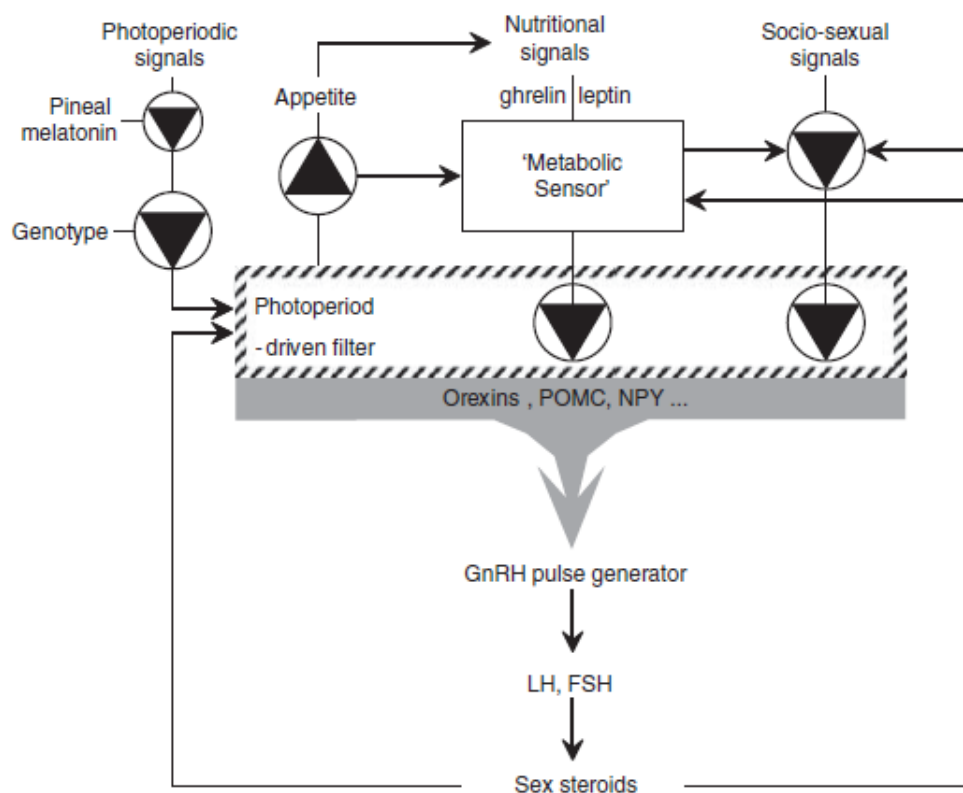 Photoperiodic
signals
Nutritional
signals
Socio-sexual
signals
Pineal
melatonin
Appetite
ghrelin leptin
'Metabolic
Sensor'
Genotype
Photoperiod
- driven filter
Orexins , POMC, NPY ...
GnRH pulse generator
LH, FSH
Sex steroids